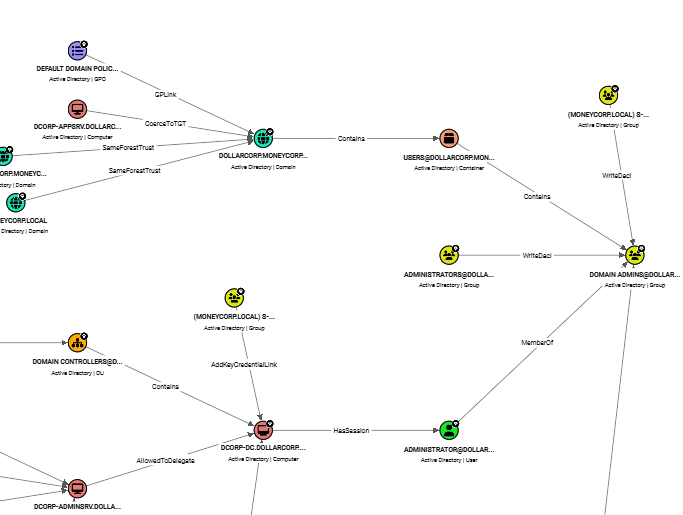 DEFAULT DOMAIN POLIC...
Active Directory | GPO
GPLink
DCORP-APPSRV.DOLLARC...
Active Directory | Computer
CoerceToTGT
SameForestTrust
SameForestTrust
ORP.MONEYC...
ctory | Domain
EYCORP.LOCAL
Directory | Domain
DOLLARCORP.MONEYCORP...
Active Directory | Domain
Contains
USERS@DOLLARCORP.MON...
Active Directory | Container
Contains
(MONEYCORP.LOCAL) S-...
Active Directory | Group
WriteDacl
ADMINISTRATORS@DOLLA...
Active Directory | Group
WriteDacl
DOMAIN ADMINS@DOLLAR...
Active Directory | Group
(MONEYCORP.LOCAL) S-...
Active Directory | Group
AddKeyCredentialLink
MemberOf
DOMAIN CONTROLLERS@D...
Active Directory | OU
Contains
DCORP-DC.DOLLARCORP....
Active Directory | Computer
HasSession
ADMINISTRATOR@DOLLAR...
Active Directory | User
AllowedToDelegate
DCORP-ADMINSRV.DOLLA...